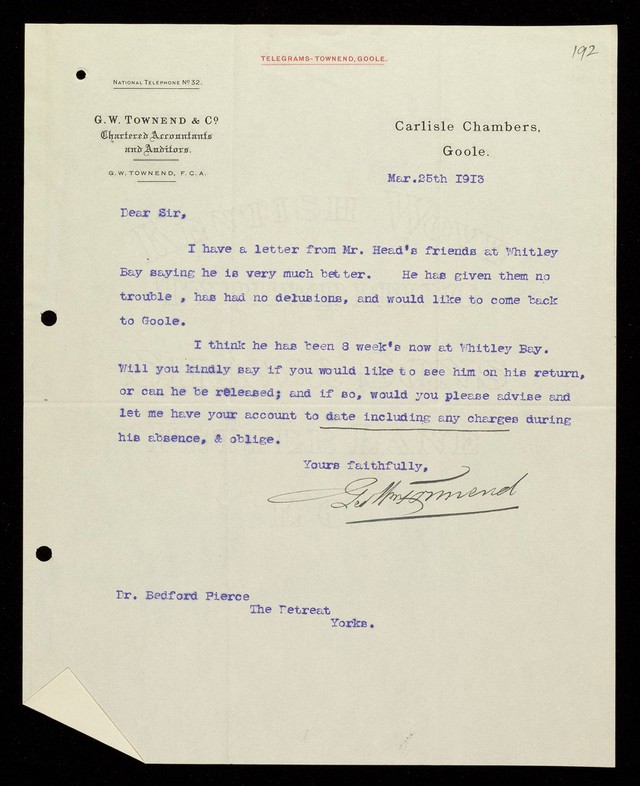 192
TELEGRAMS-TOWNEND, GOOLE.
NATIONAL TELEPHONE Nº 32.
G. W. TOWNEND & Cº
Chartered Accountants
and Auditors.
G. W. TOWNEND, F. C. A.
Carlisle Chambers,
Goole.
Mar.25th 1913
Dear Sir,
I have a letter from Mr. Head's friends at Whitley
Bay saying he is very much better. He has given them no
trouble , has had no delusions, and would like to come back
to Goole.
I think he has been 8 week's now at Whitley Bay.
Will you kindly say if you would like to see him on his return,
or can he be released; and if so, would you please advise and
let me have your account to date including any charges during
his absence, & oblige.
Yours faithfully,
Geo Wm Townend
Dr. Bedford Pierce
The Retreat
Yorks.